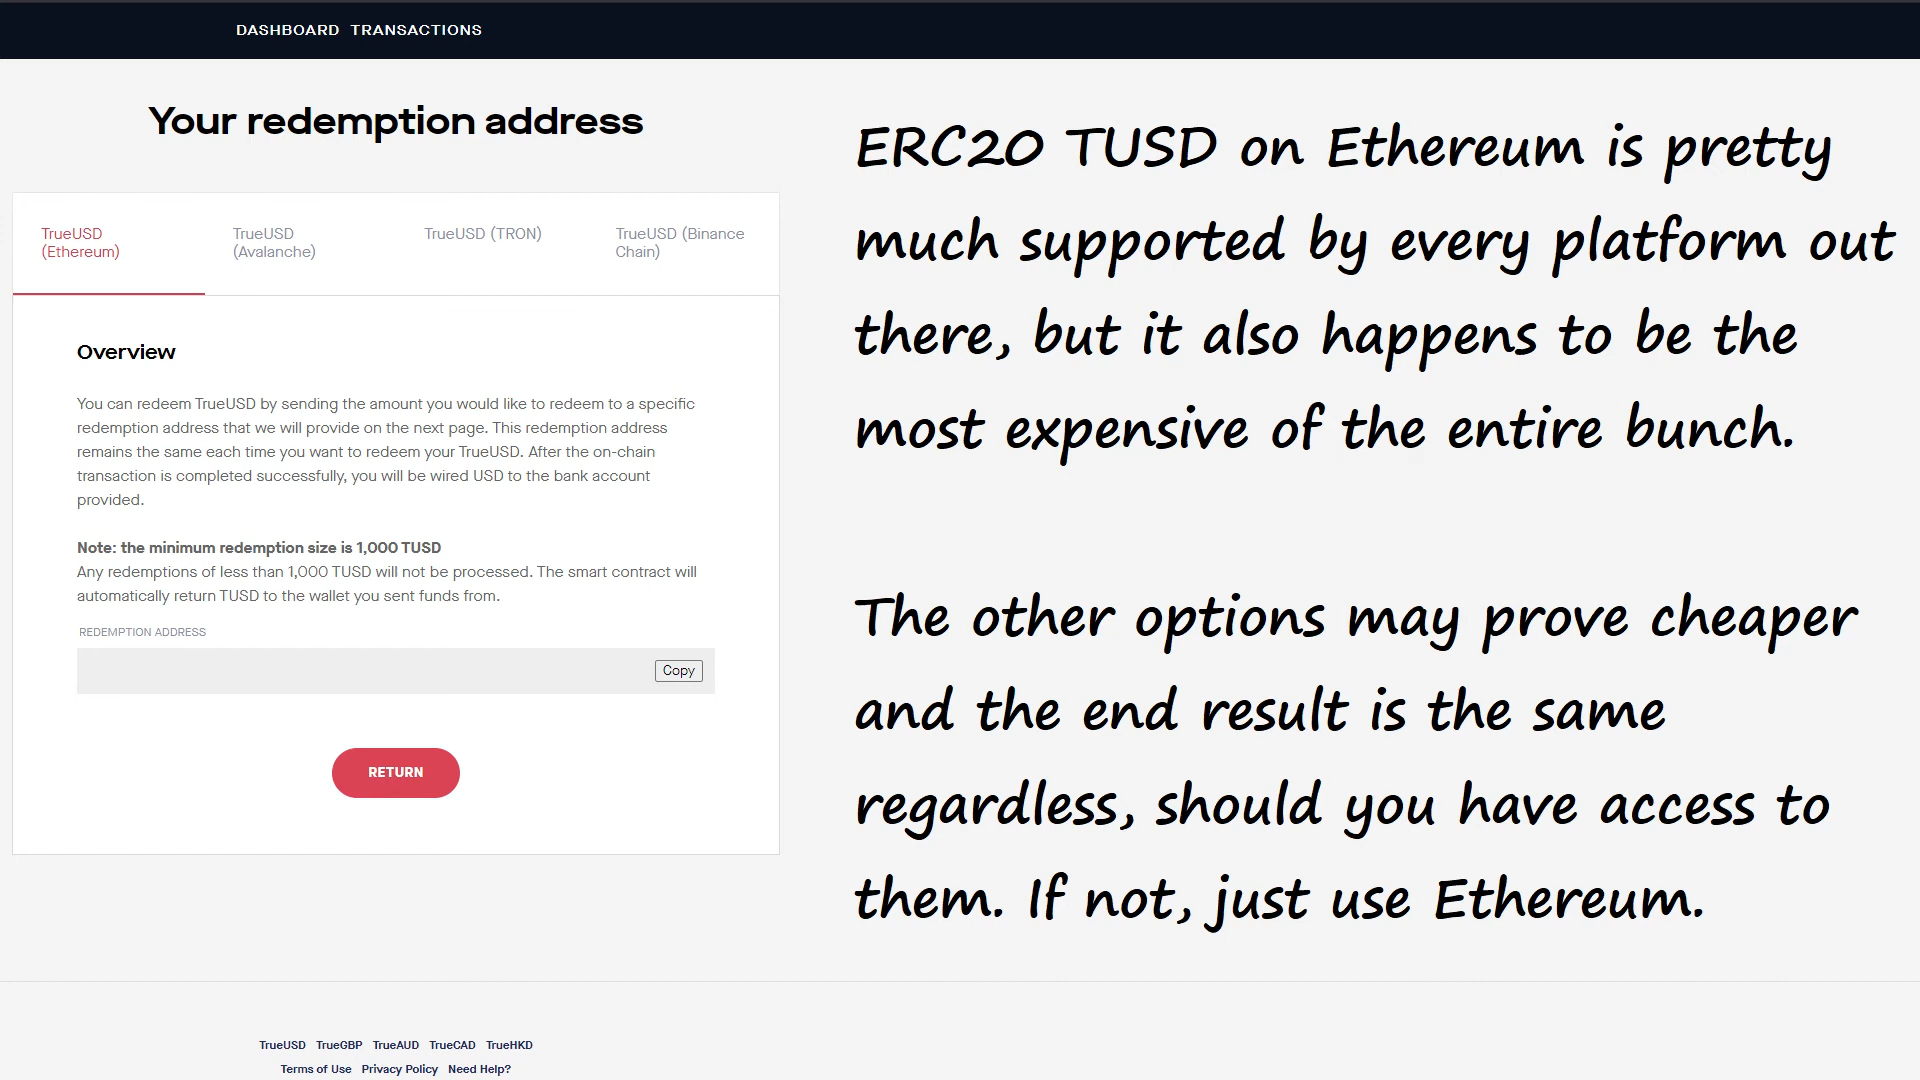 DASHBOARD TRANSACTIONS
Your redemption address
TrueUSD (Ethereum)
TrueUSD (Avalanche)
TrueUSD (TRON)
TrueUSD (Binance Chain)
Overview
You can redeem TrueUSD by sending the amount you would like to redeem to a specific
redemption address that we will provide on the next page. This redemption address
remains the same each time you want to redeem your TrueUSD. After the on-chain
transaction is completed successfully, you will be wired USD to the bank account
provided.
Note: the minimum redemption size is 1,000 TUSD
Any redemptions of less than 1,000 TUSD will not be processed. The smart contract will
automatically return TUSD to the wallet you sent funds from.
REDEMPTION ADDRESS
Copy
RETURN
ERC20 TUSD on Ethereum is pretty
much supported by every platform out
there, but it also happens to be the
most expensive of the entire bunch.
The other options may prove cheaper
and the end result is the same
regardless, should you have access to
them. If not, just use Ethereum.
TrueUSD TrueGBP TrueAUD TrueCAD TrueHKD
Terms of Use Privacy Policy Need Help?